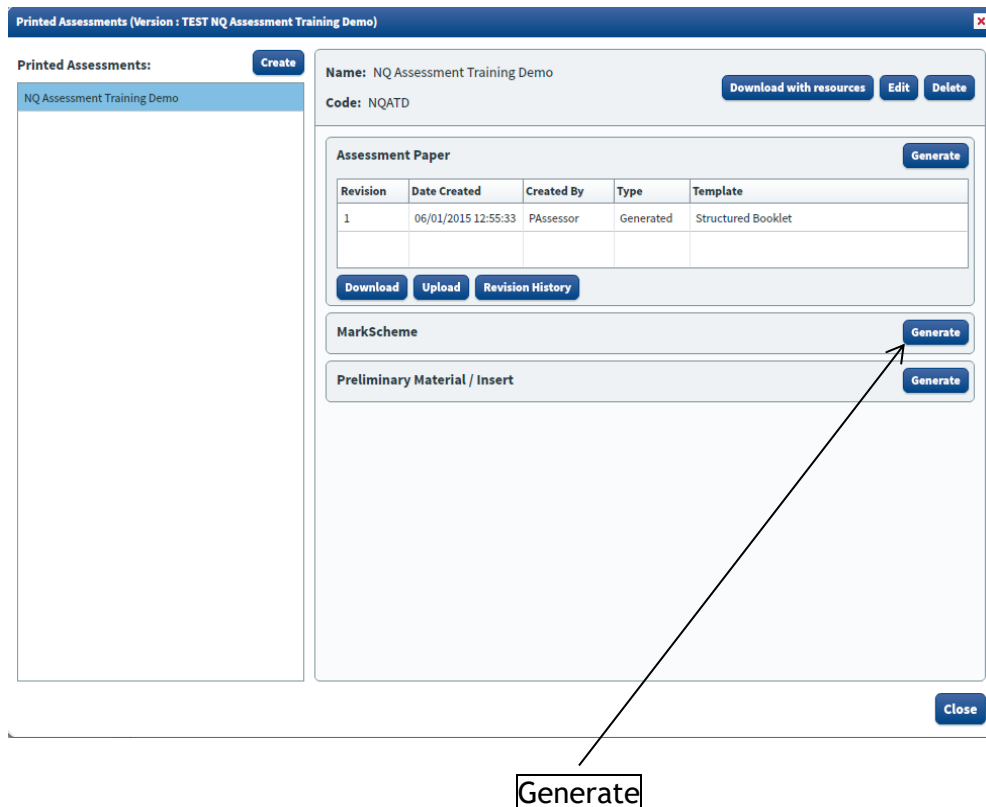 Printed Assessments (Version : TEST NQ Assessment Training Demo)
Printed Assessments:
Create
NQ Assessment Training Demo
Name: NQ Assessment Training Demo
Code: NQATD
Download with resources Edit Delete
Assessment Paper Generate
Revision Date Created Created By Type Template
1 06/01/2015 12:55:33 PAssessor Generated Structured Booklet
Download Upload Revision History
MarkScheme Generate
Preliminary Material / Insert Generate
Close
Generate